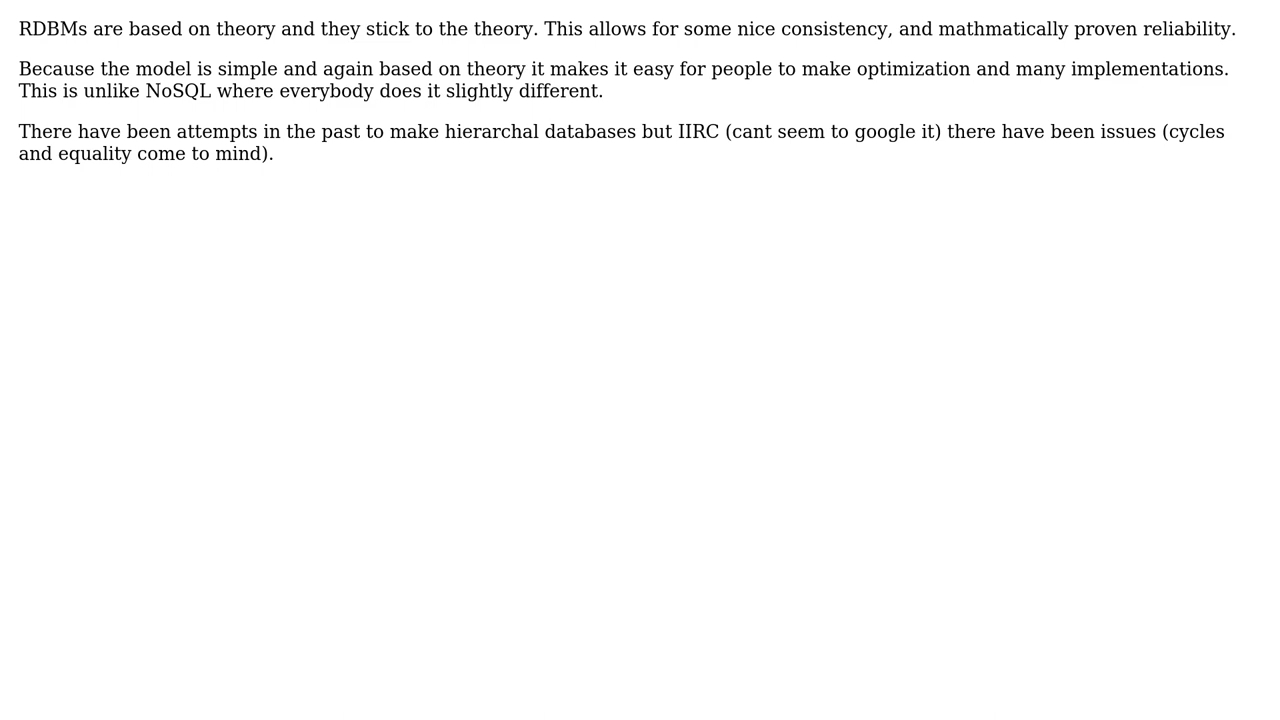 RDBMs are based on theory and they stick to the theory. This allows for some nice consistency, and mathmatically proven reliability.
Because the model is simple and again based on theory it makes it easy for people to make optimization and many implementations.
This is unlike NoSQL where everybody does it slightly different.
There have been attempts in the past to make hierarchal databases but IIRC (cant seem to google it) there have been issues (cycles
and equality come to mind).